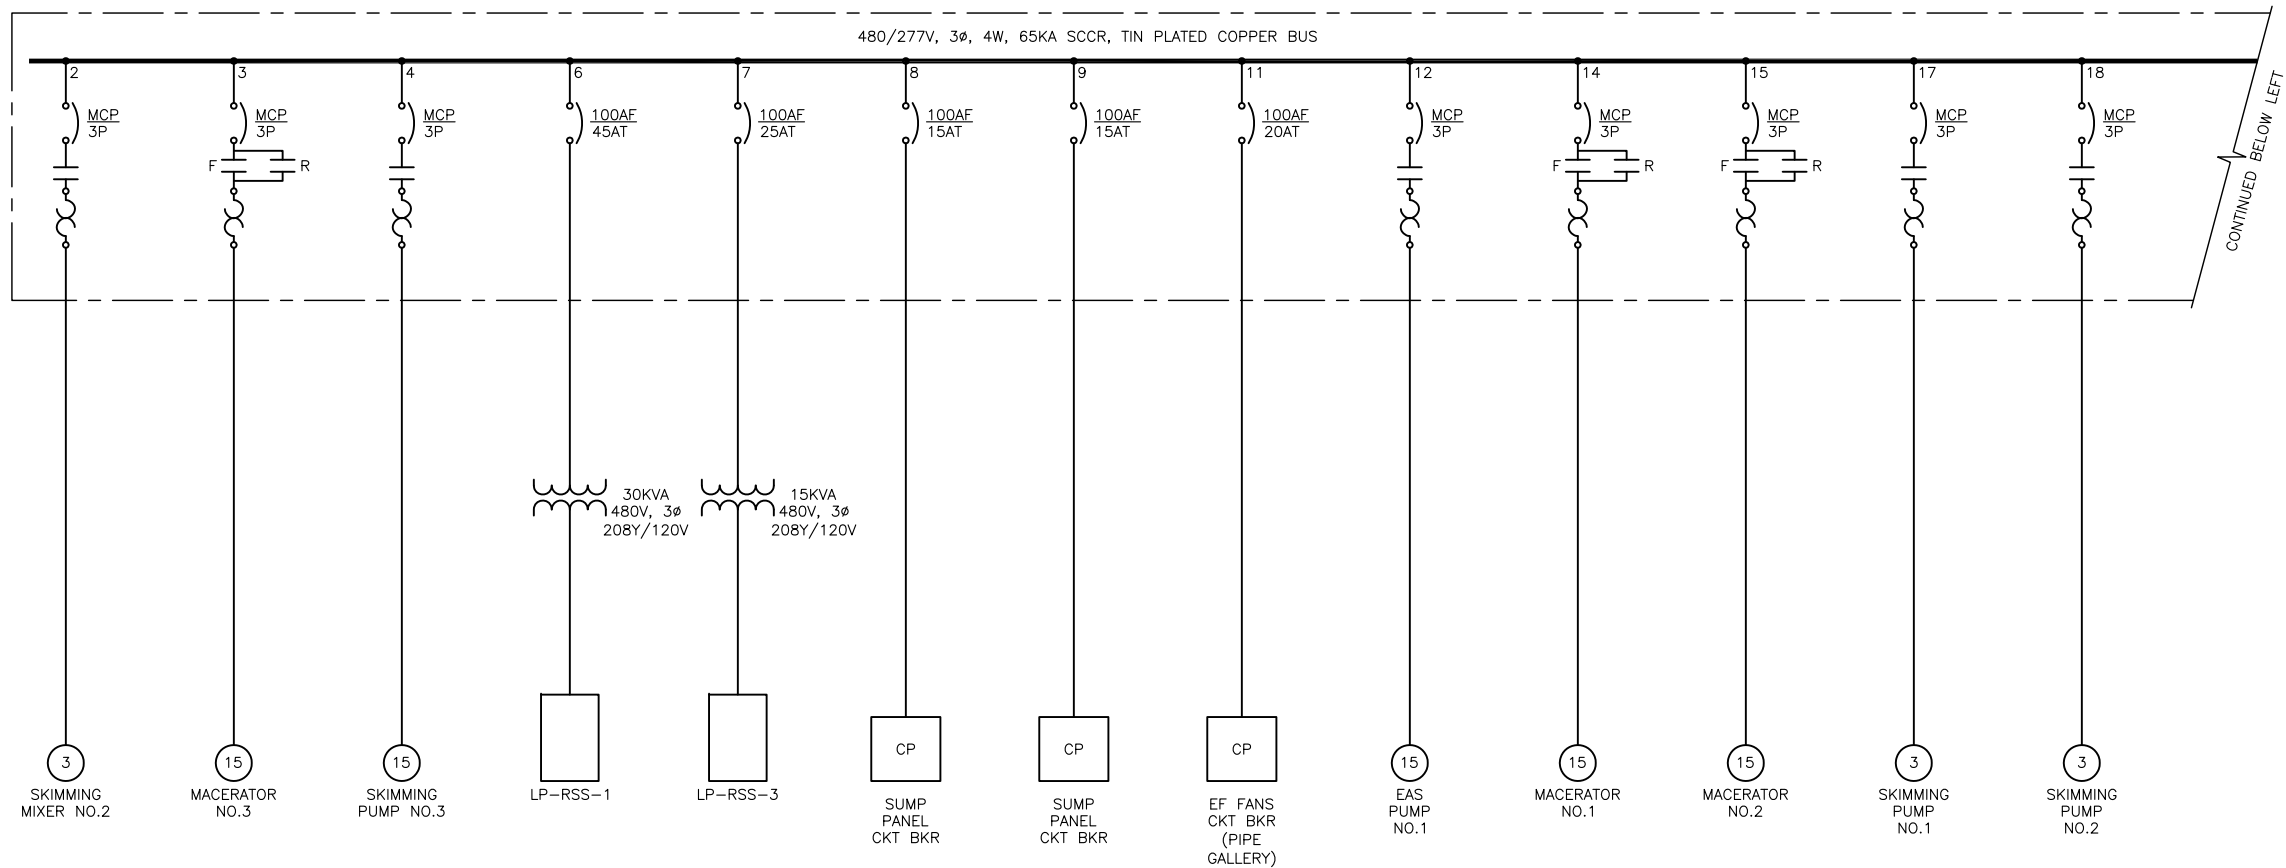 480/277V, 3ø, 4W, 65KA SCCR, TIN PLATED COPPER BUS
2
3
4
6
7
8
9
11
12
14
15
17
18
MCP
3P
MCP
3P
MCP
3P
100AF
45AT
100AF
25AT
100AF
15AT
100AF
15AT
100AF
20AT
MCP
3P
MCP
3P
MCP
3P
MCP
3P
MCP
3P
F
R
F
R
F
R
CONTINUED BELOW LEFT
30KVA
480V, 3ø
208Y/120V
15KVA
480V, 3ø
208Y/120V
3
SKIMMING
MIXER NO.2
15
MACERATOR
NO.3
15
SKIMMING
PUMP NO.3
LP-RSS-1
LP-RSS-3
CP
SUMP
PANEL
CKT BKR
CP
SUMP
PANEL
CKT BKR
CP
EF FANS
CKT BKR
(PIPE
GALLERY)
15
EAS
PUMP
NO.1
15
MACERATOR
NO.1
15
MACERATOR
NO.2
3
SKIMMING
PUMP
NO.1
3
SKIMMING
PUMP
NO.2